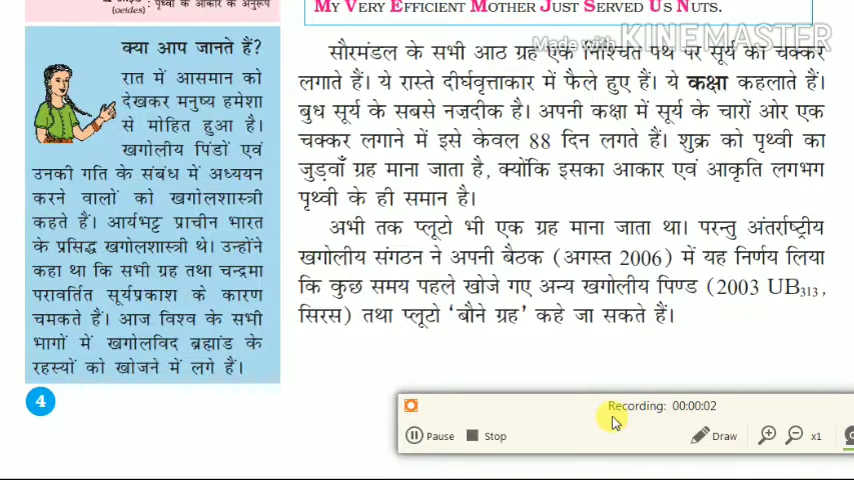 (oeides) : पृथ्वी के आकार के अनुरूप
क्या आप जानते हैं?
रात में आसमान को
देखकर मनुष्य हमेशा
से मोहित हुआ है।
खगोलीय पिंडों एवं
उनकी गति के संबंध में अध्ययन
करने वालों को खगोलशास्त्री
कहते हैं। आर्यभट्ट प्राचीन भारत
के प्रसिद्ध खगोलशास्त्री थे। उन्होंने
कहा था कि सभी ग्रह तथा चन्द्रमा
परावर्तित सूर्यप्रकाश के कारण
चमकते हैं। आज विश्व के सभी
भागों में खगोलविद ब्रह्मांड के
रहस्यों को खोजने में लगे हैं।
4
MY VERY EFFICIENT MOTHER JUST SERVED US NUTS.
Made with KINEMASTER
सौरमंडल के सभी आठ ग्रह एक निश्चित पथ पर सूर्य का चक्कर
लगाते हैं। ये रास्ते दीर्घवृत्ताकार में फैले हुए हैं। ये कक्षा कहलाते हैं।
बुध सूर्य के सबसे नज़दीक है। अपनी कक्षा में सूर्य के चारों ओर एक
चक्कर लगाने में इसे केवल 88 दिन लगते हैं। शुक्र को पृथ्वी का
जुड़वाँ ग्रह माना जाता है, क्योंकि इसका आकार एवं आकृति लगभग
पृथ्वी के ही समान है।
अभी तक प्लूटो भी एक ग्रह माना जाता था। परन्तु अंतर्राष्ट्रीय
खगोलीय संगठन ने अपनी बैठक (अगस्त 2006) में यह निर्णय लिया
कि कुछ समय पहले खोजे गए अन्य खगोलीय पिण्ड (2003 UB₃₁₃,
सिरस) तथा प्लूटो ‘बौने ग्रह’ कहे जा सकते हैं।
Recording: 00:00:02
Pause Stop Draw x1